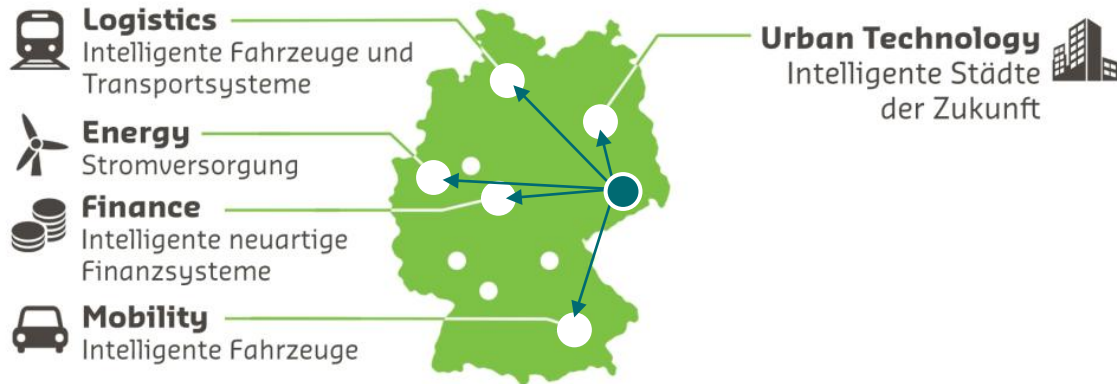 Logistics
Intelligente Fahrzeuge und
Transportsysteme
Energy
Stromversorgung
Finance
Intelligente neuartige
Finanzsysteme
Mobility
Intelligente Fahrzeuge
Urban Technology
Intelligente Städte
der Zukunft